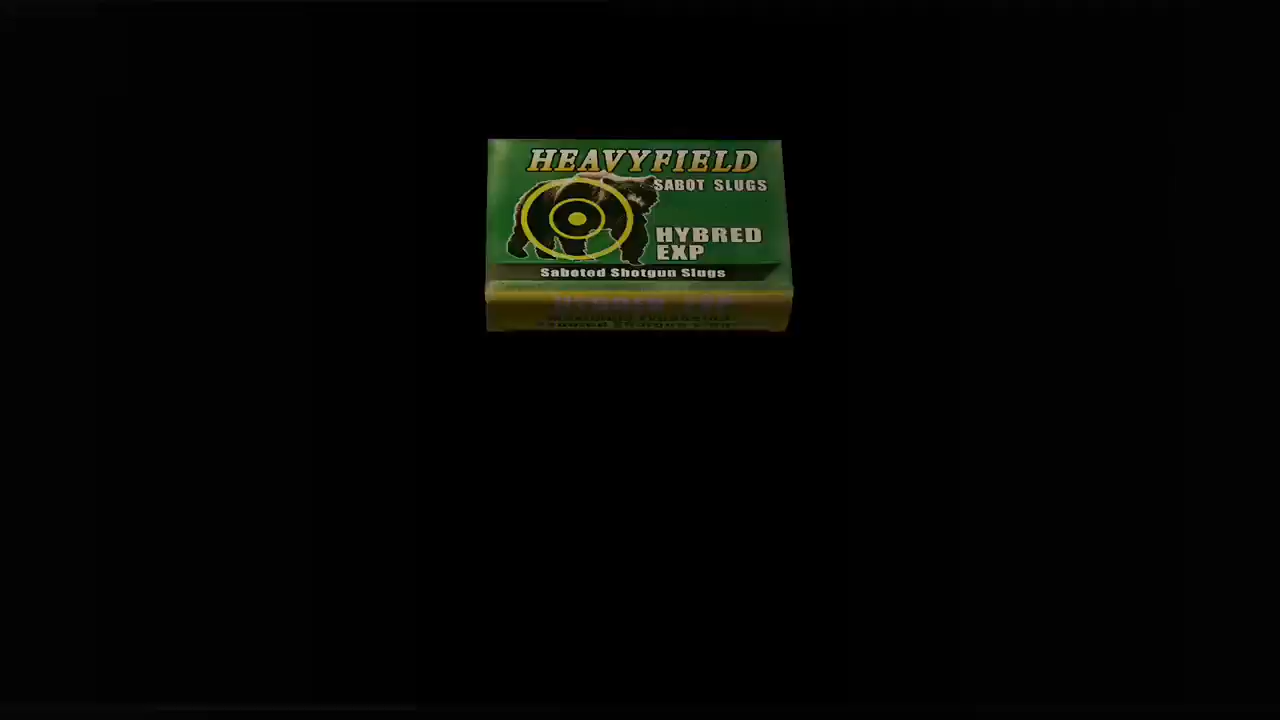 HEAVYFIELD
SABOT SLUGS
HYBRED
EXP
Saboted Shotgun Slugs